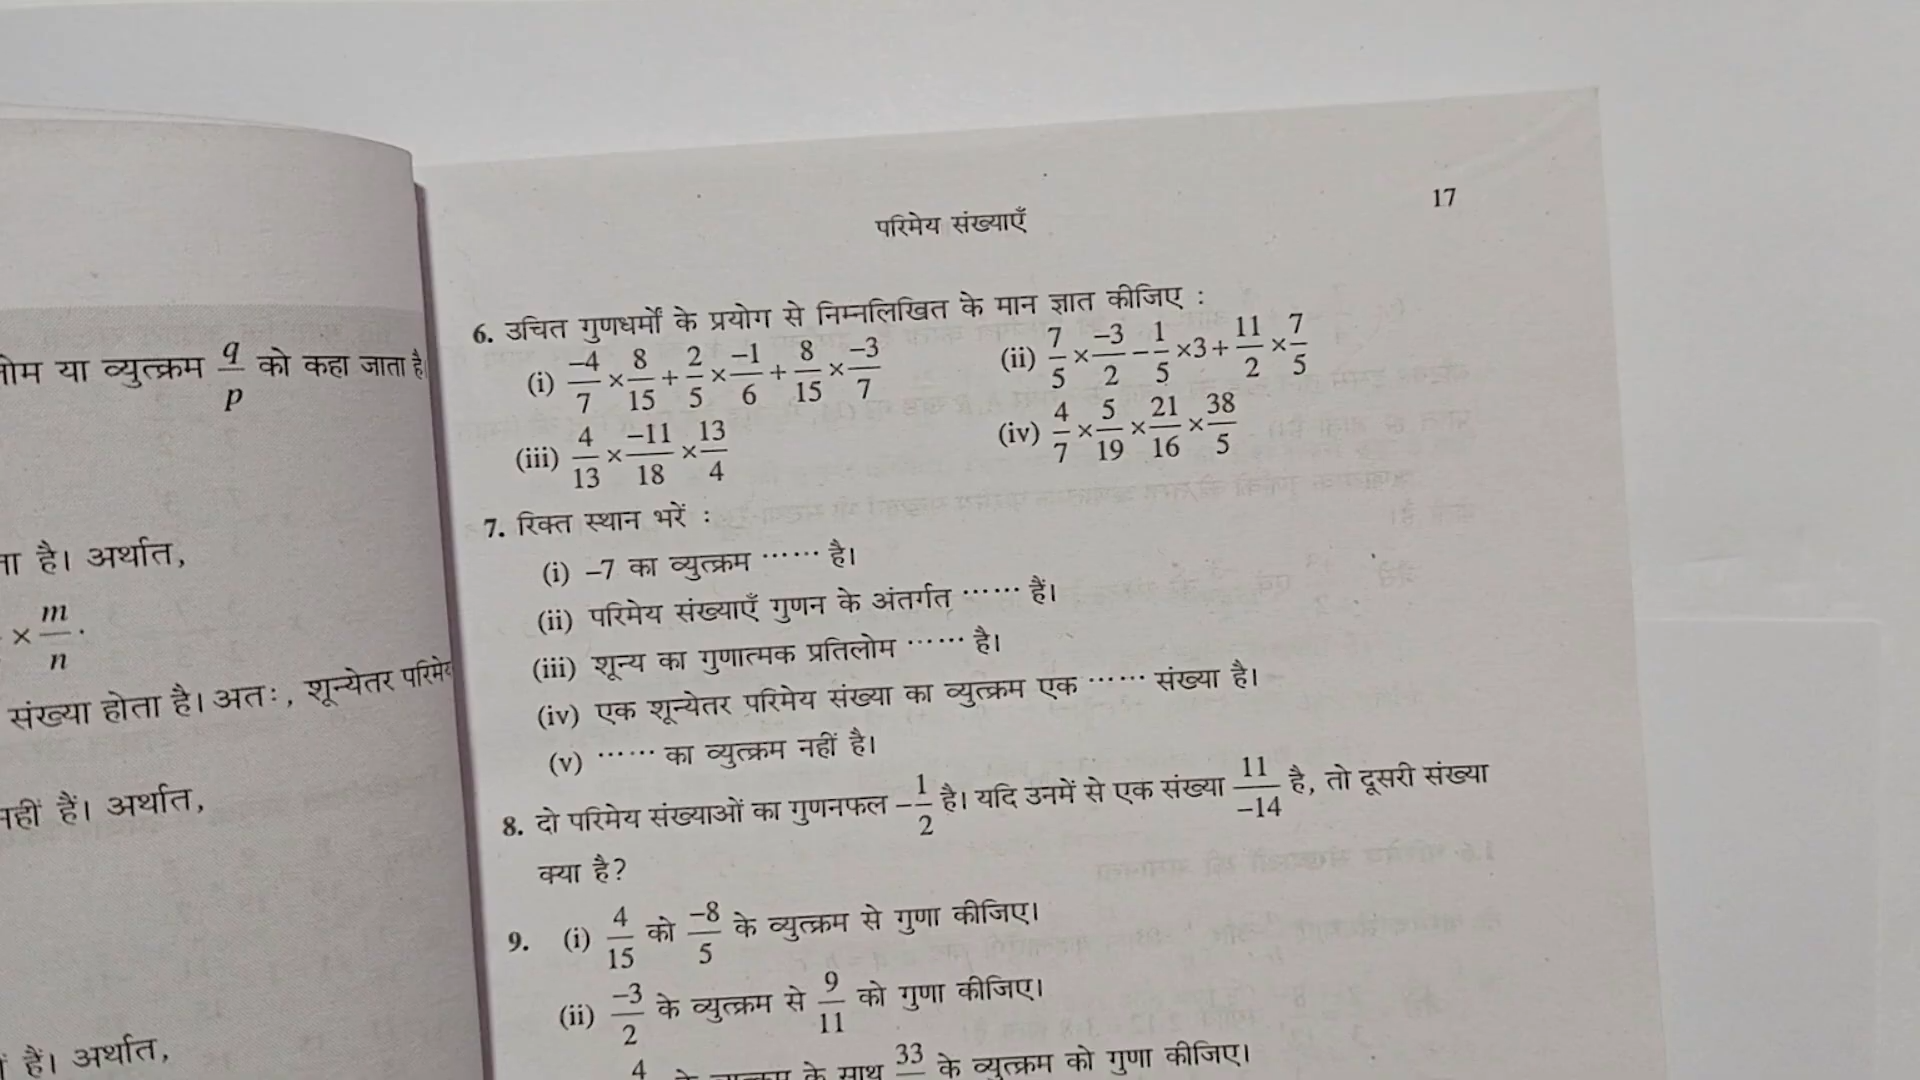 व्युत्क्रम q/p को कहा जाता है।
है। अर्थात,
× m/n .
संख्या होता है। अतः, शून्येतर
हैं। अर्थात,
हैं। अर्थात,
परिमेय संख्याएँ 17
6. उचित गुणधर्मों के प्रयोग से निम्नलिखित के मान ज्ञात कीजिए :
(i) -4/7 × 8/15 + 2/5 × -1/6 + 8/15 × -3/7 (ii) 7/5 × -3/2 - 1/5 ×3+ 11/2 × 7/5
(iii) 4/13 × -11/18 × 13/4 (iv) 4/7 × 5/19 × 21/16 × 38/5
7. रिक्त स्थान भरें :
(i) –7 का व्युत्क्रम ······ है।
(ii) परिमेय संख्याएँ गुणन के अंतर्गत ······ हैं।
(iii) शून्य का गुणात्मक प्रतिलोम ······ है।
(iv) एक शून्येतर परिमेय संख्या का व्युत्क्रम एक ······ संख्या है।
(v) ······ का व्युत्क्रम नहीं है।
8. दो परिमेय संख्याओं का गुणनफल -1/2 है। यदि उनमें से एक संख्या 11/-14 है, तो दूसरी संख्या
क्या है?
9. (i) 4/15 को -8/5 के व्युत्क्रम से गुणा कीजिए।
(ii) -3/2 के व्युत्क्रम से 9/11 को गुणा कीजिए।
4 के साथ 33 के व्युत्क्रम को गुणा कीजिए।